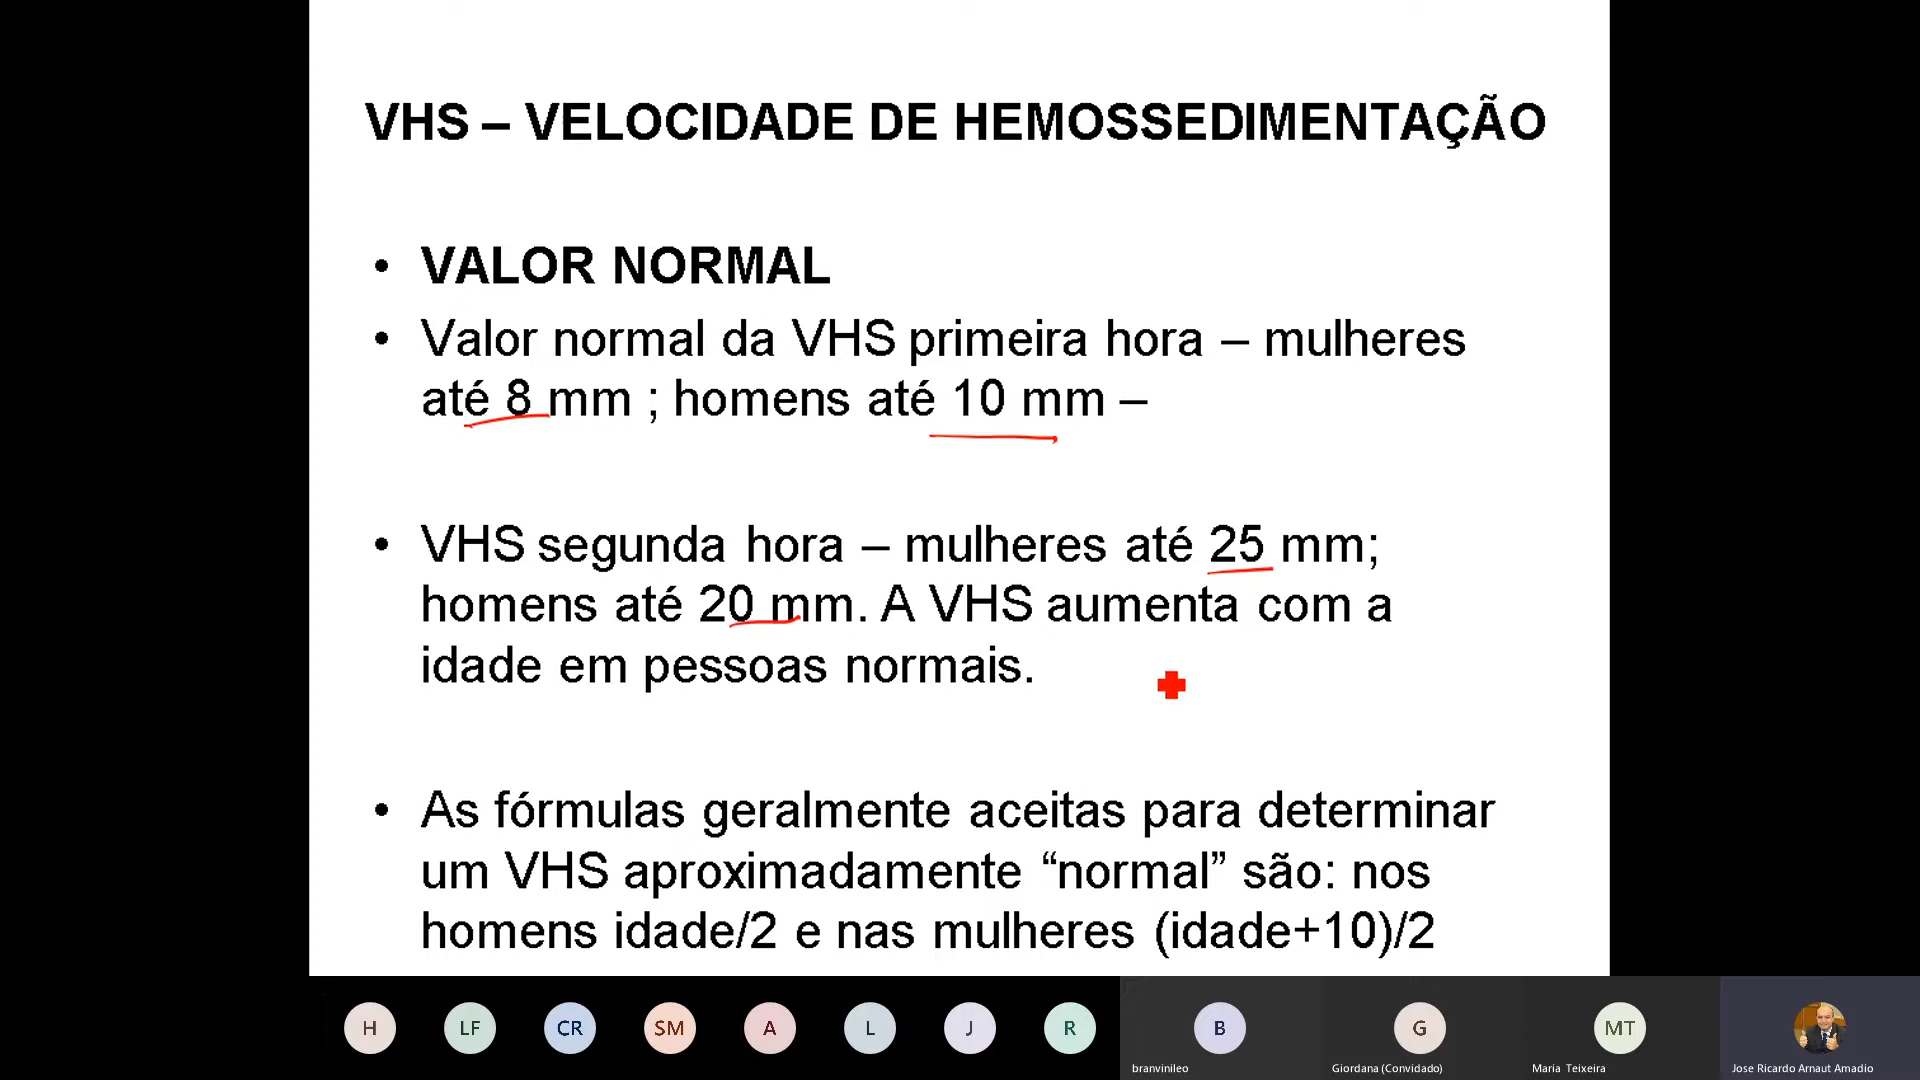 VHS – VELOCIDADE DE HEMOSSEDIMENTAÇÃO
• VALOR NORMAL
• Valor normal da VHS primeira hora – mulheres
até 8 mm ; homens até 10 mm –
• VHS segunda hora – mulheres até 25 mm;
homens até 20 mm. A VHS aumenta com a
idade em pessoas normais.
• As fórmulas geralmente aceitas para determinar
um VHS aproximadamente “normal” são: nos
homens idade/2 e nas mulheres (idade+10)/2
H LF CR SM A L J R B G MT
branvinileo Giordana (Convidado) Maria Teixeira Jose Ricardo Arnaut Amadio